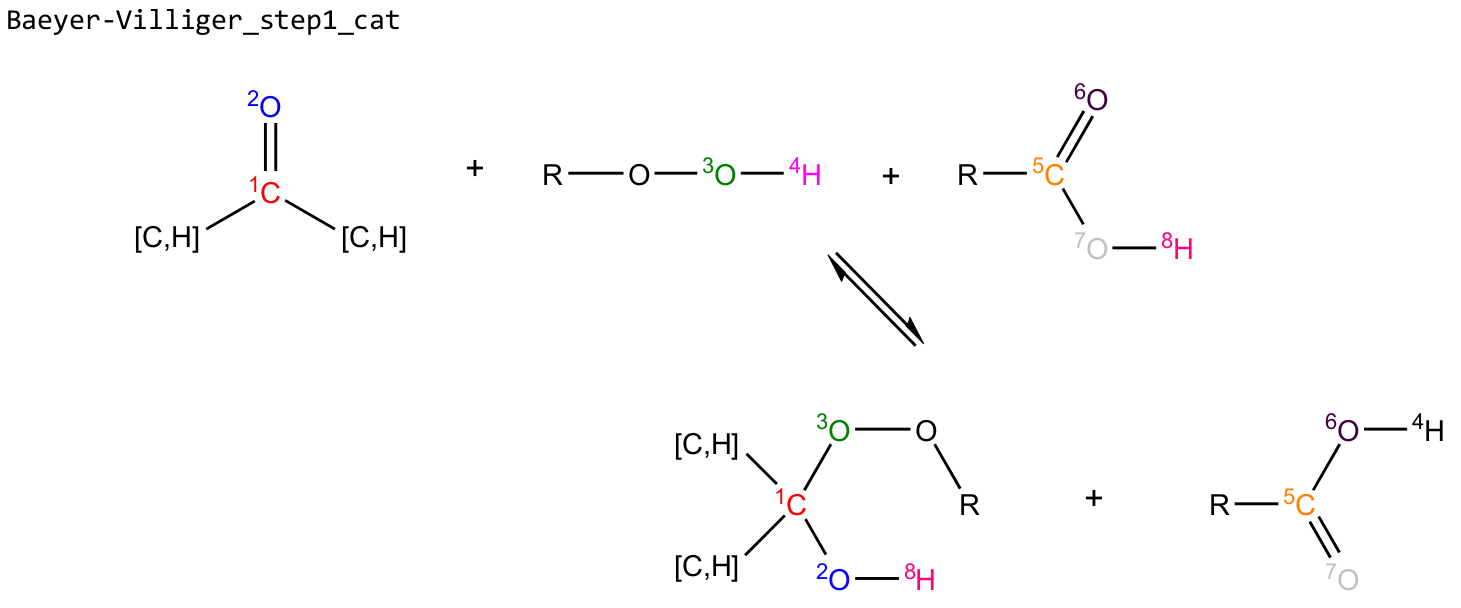 Baeyer-Villiger_step1_cat
²O
¹C
[C,H] [C,H]
+
R O ³O ⁴H
+
⁶O
R ⁵C
⁷O ⁸H
[C,H] ³O O
¹C R
[C,H] ²O ⁸H
+
⁶O ⁴H
R ⁵C
⁷O